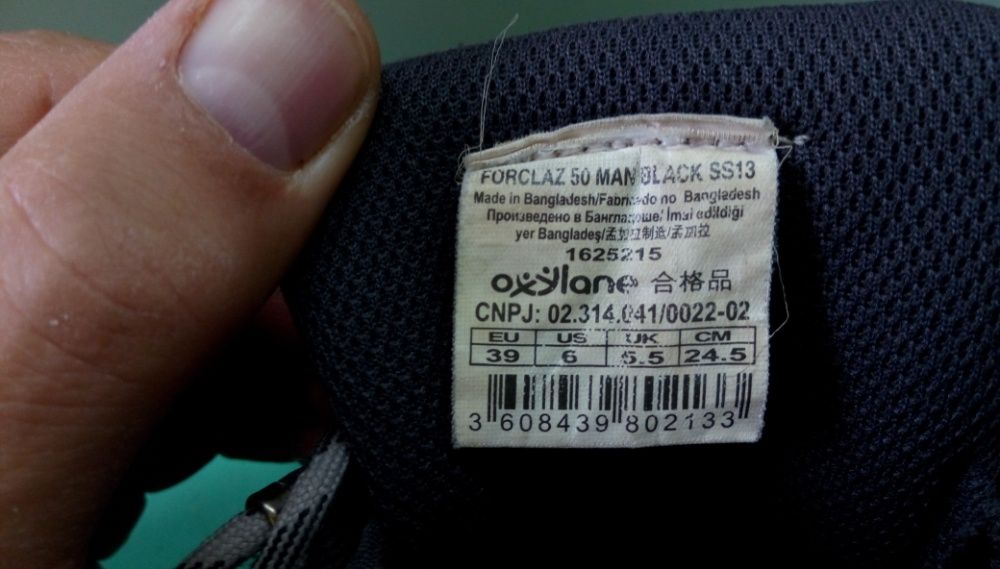 FORCLAZ 50 MAN BLACK SS13
Made in Bangladesh/Fabricado no Bangladesh
Произведено в Бангладеше/ İmal edildiği
yer Bangladeş/孟加拉制造/孟加拉
1625215
oxylane 合格品
CNPJ: 02.314.041/0022-02
EU US UK CM
39 6 5.5 24.5
3 608439 802133